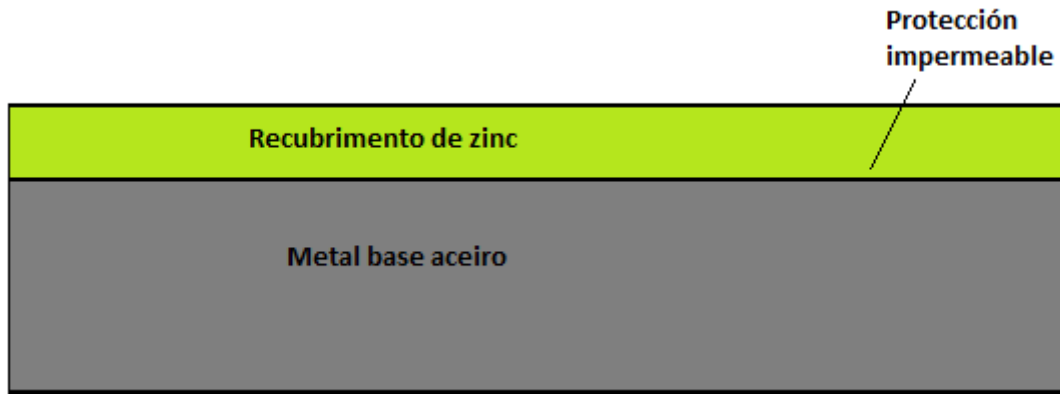 Protección
impermeable
Recubrimento de zinc
Metal base aceiro